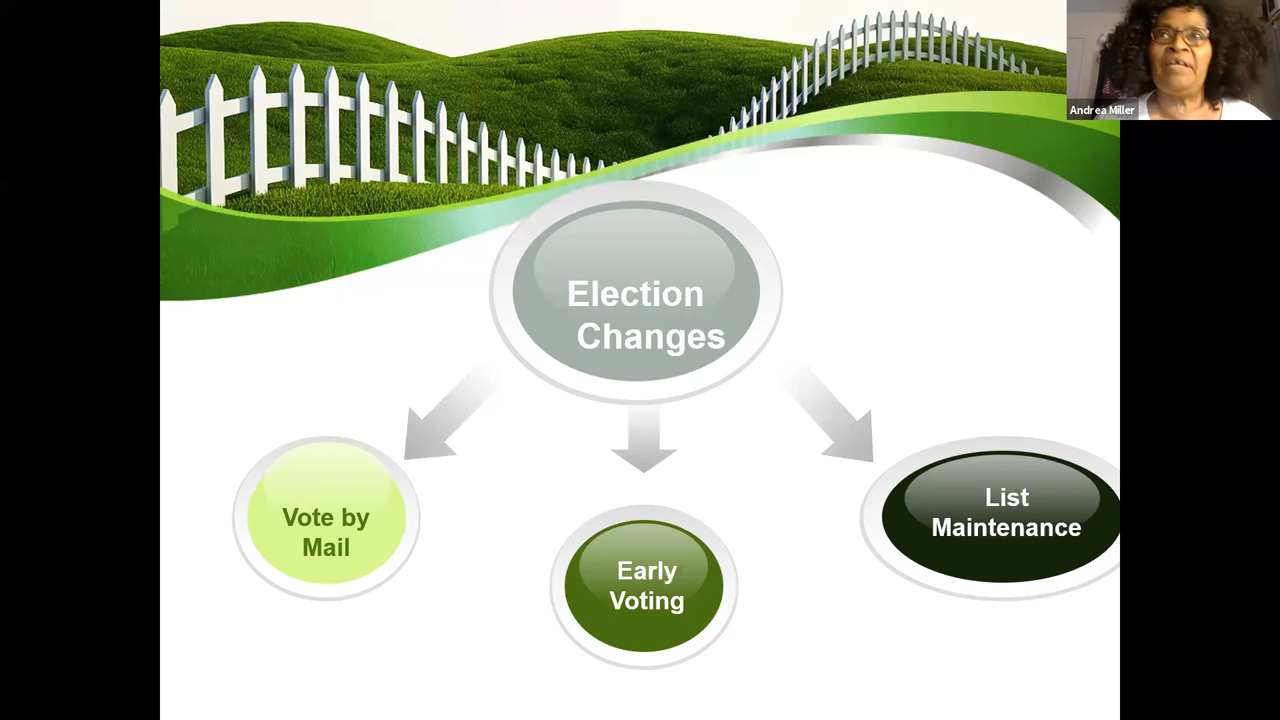 Andrea Miller
Election
Changes
Vote by
Mail
Early
Voting
List
Maintenance